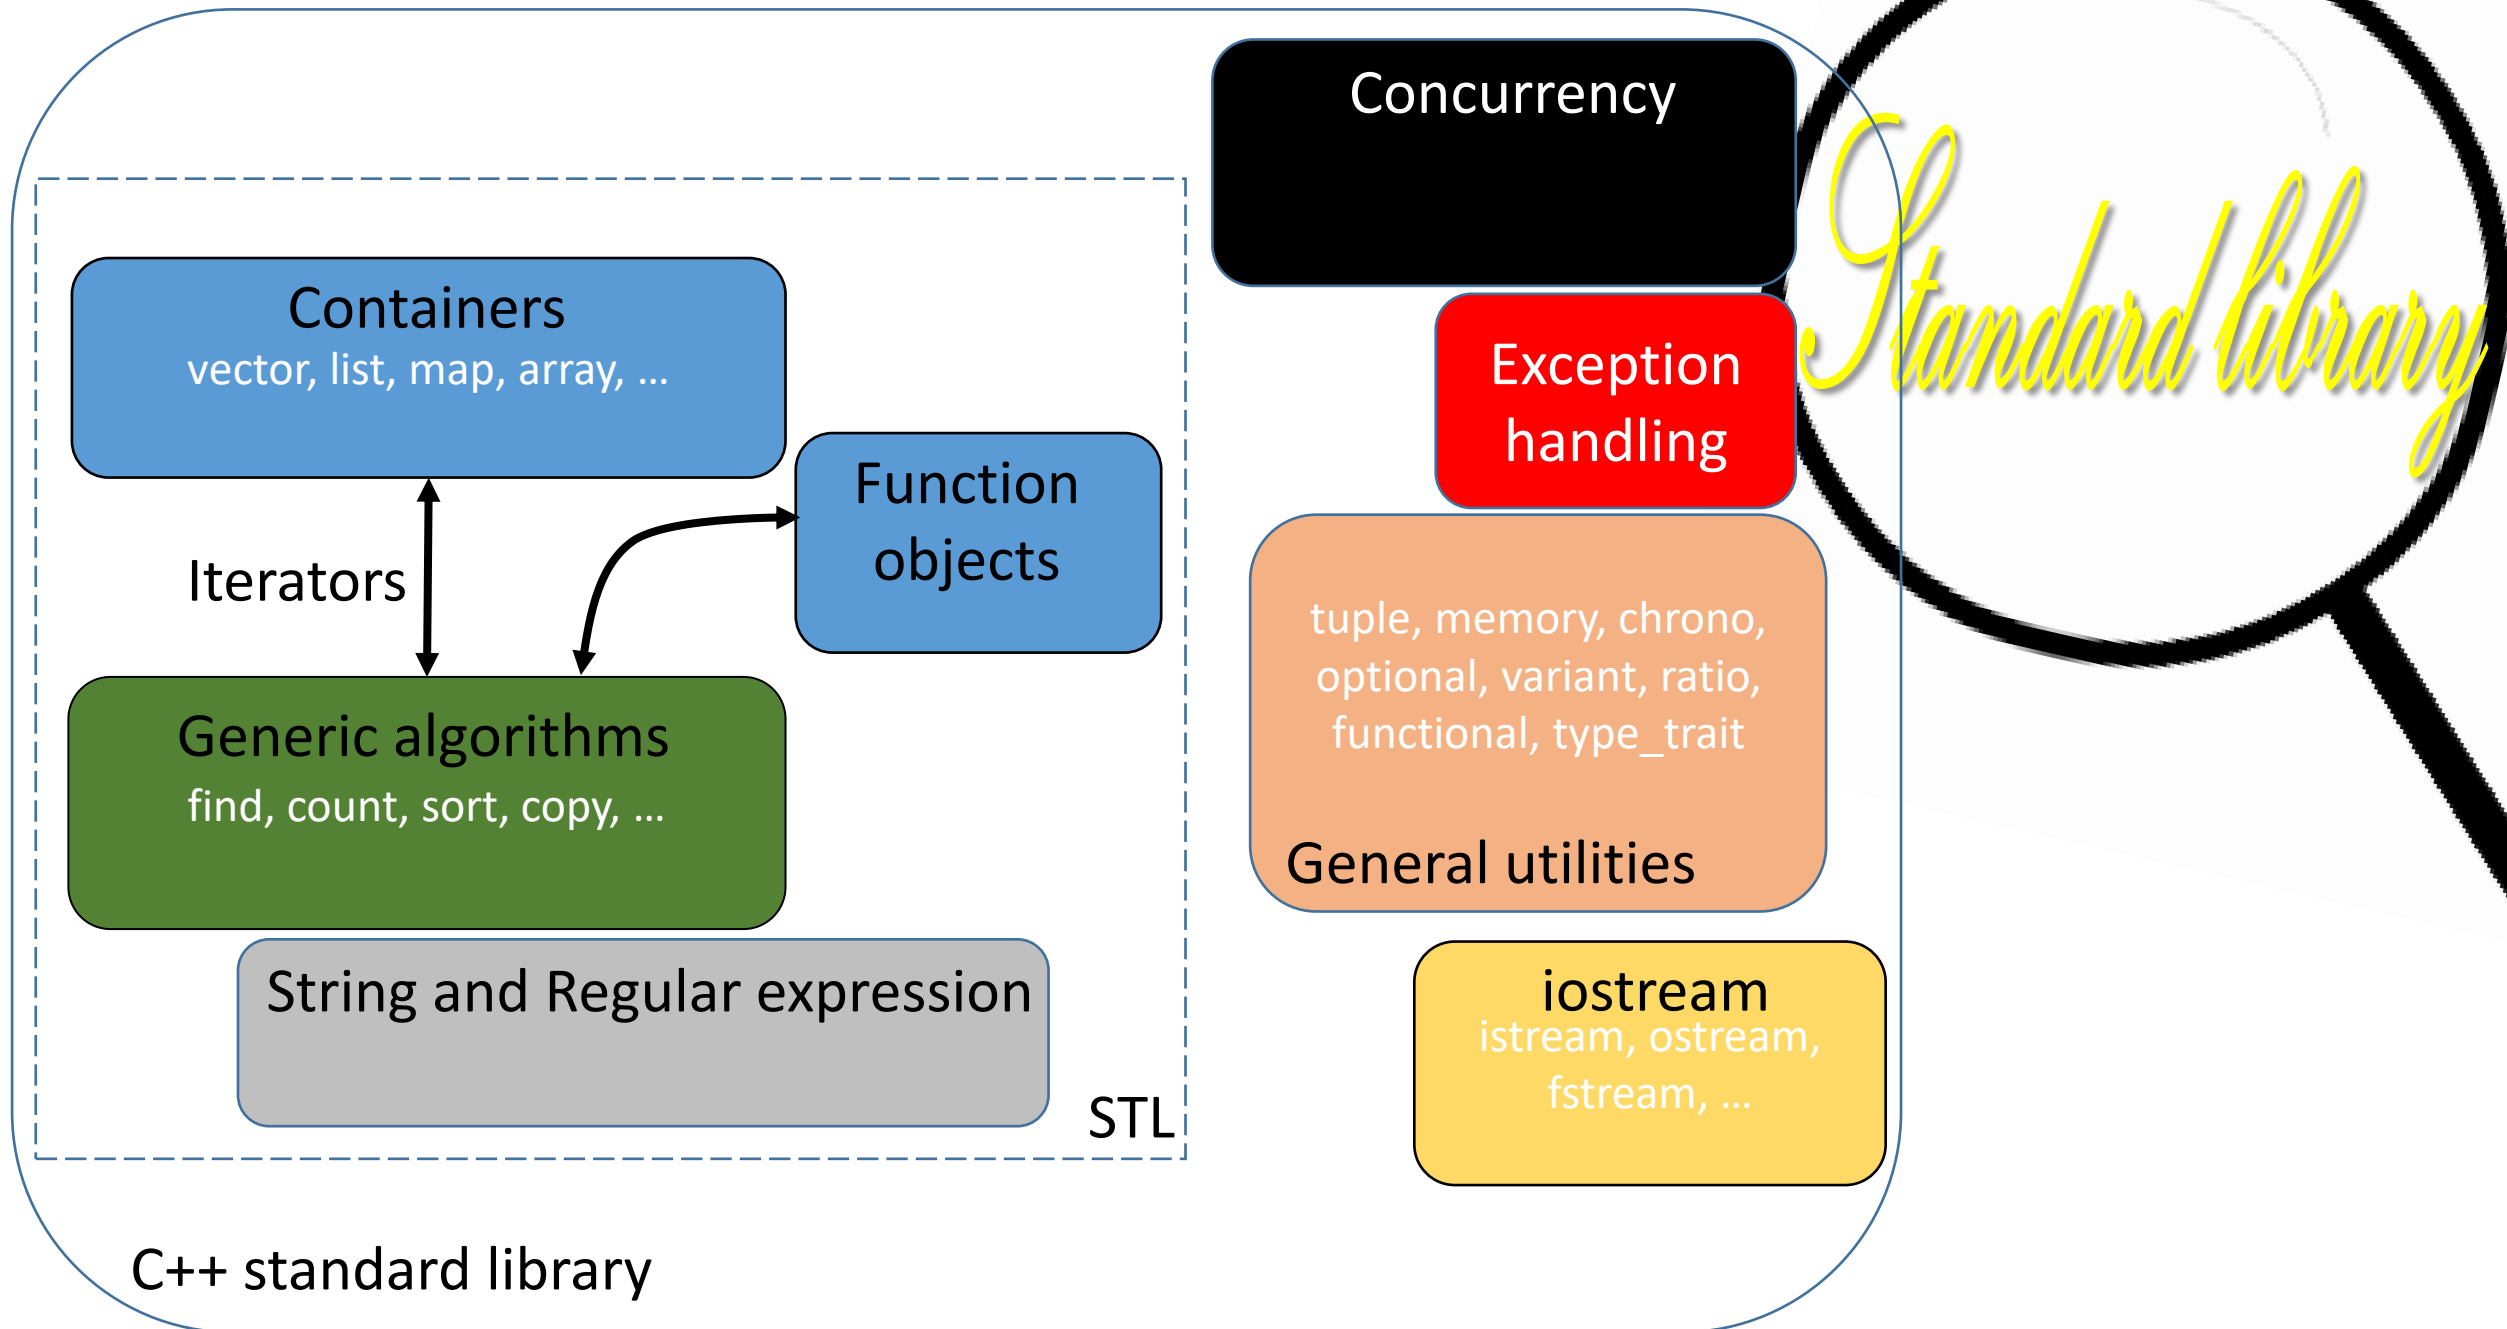 Concurrency
Standard library
Containers
vector, list, map, array, ...
Exception
handling
Function
objects
Iterators
tuple, memory, chrono,
optional, variant, ratio,
functional, type_trait
General utilities
Generic algorithms
find, count, sort, copy, ...
String and Regular expression
iostream
istream, ostream,
fstream, ...
STL
C++ standard library